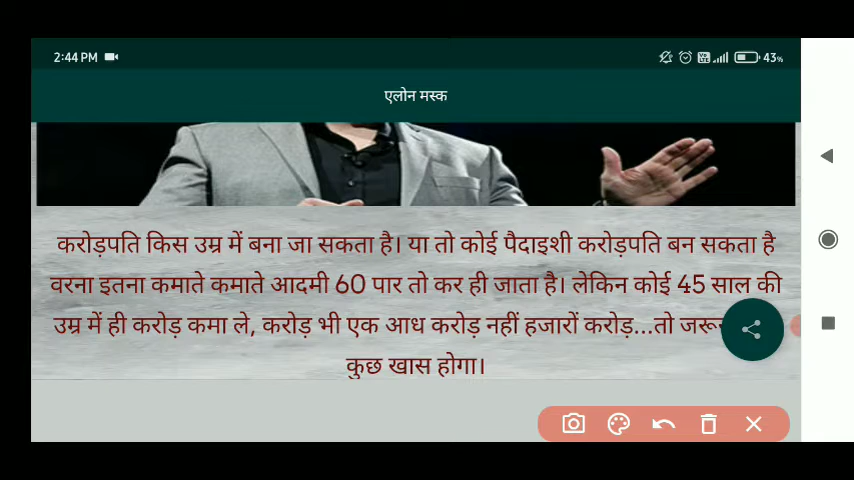 2:44 PM
43%
एलोन मस्क
करोड़पति किस उम्र में बना जा सकता है। या तो कोई पैदाइशी करोड़पति बन सकता है
वरना इतना कमाते कमाते आदमी 60 पार तो कर ही जाता है। लेकिन कोई 45 साल की
उम्र में ही करोड़ कमा ले, करोड़ भी एक आध करोड़ नहीं हजारों करोड़...तो
कुछ खास होगा।